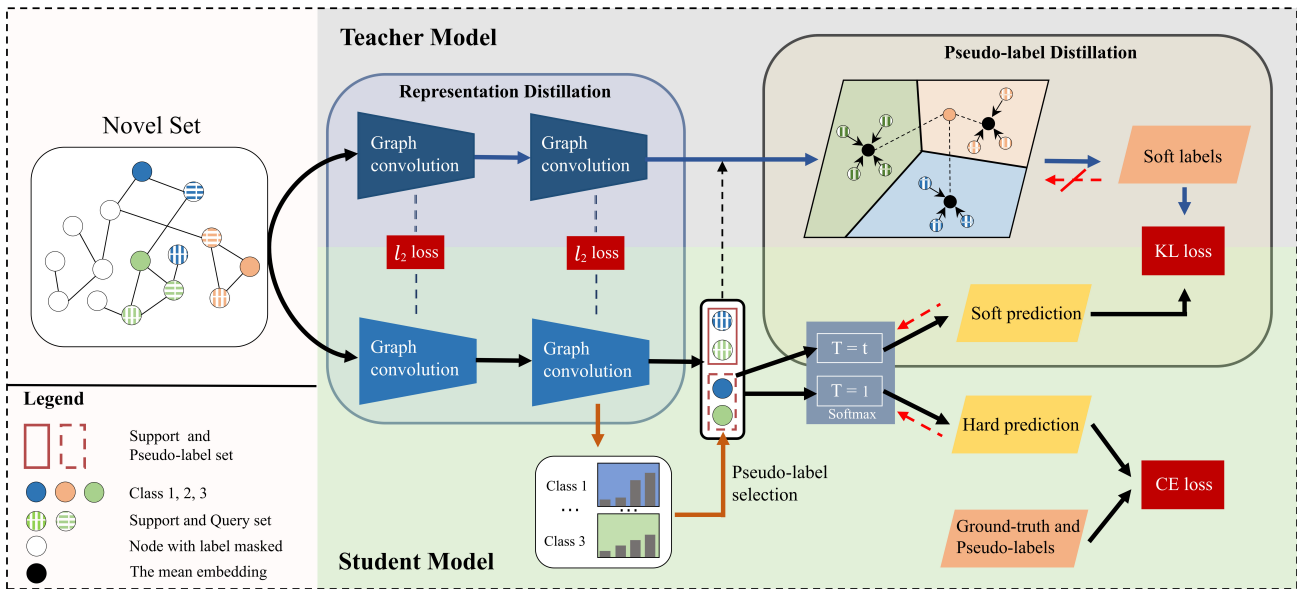 Teacher Model
Pseudo-label Distillation
Representation Distillation
Novel Set
Graph
convolution
Graph
convolution
Soft labels
l₂ loss
l₂ loss
KL loss
Soft prediction
Graph
convolution
Graph
convolution
T = t
T = 1
Softmax
Hard prediction
Legend
Support and
Pseudo-label set
Class 1, 2, 3
Support and Query set
Node with label masked
The mean embedding
Class 1
...
...
Class 3
Pseudo-label
selection
CE loss
Ground-truth and
Pseudo-labels
Student Model